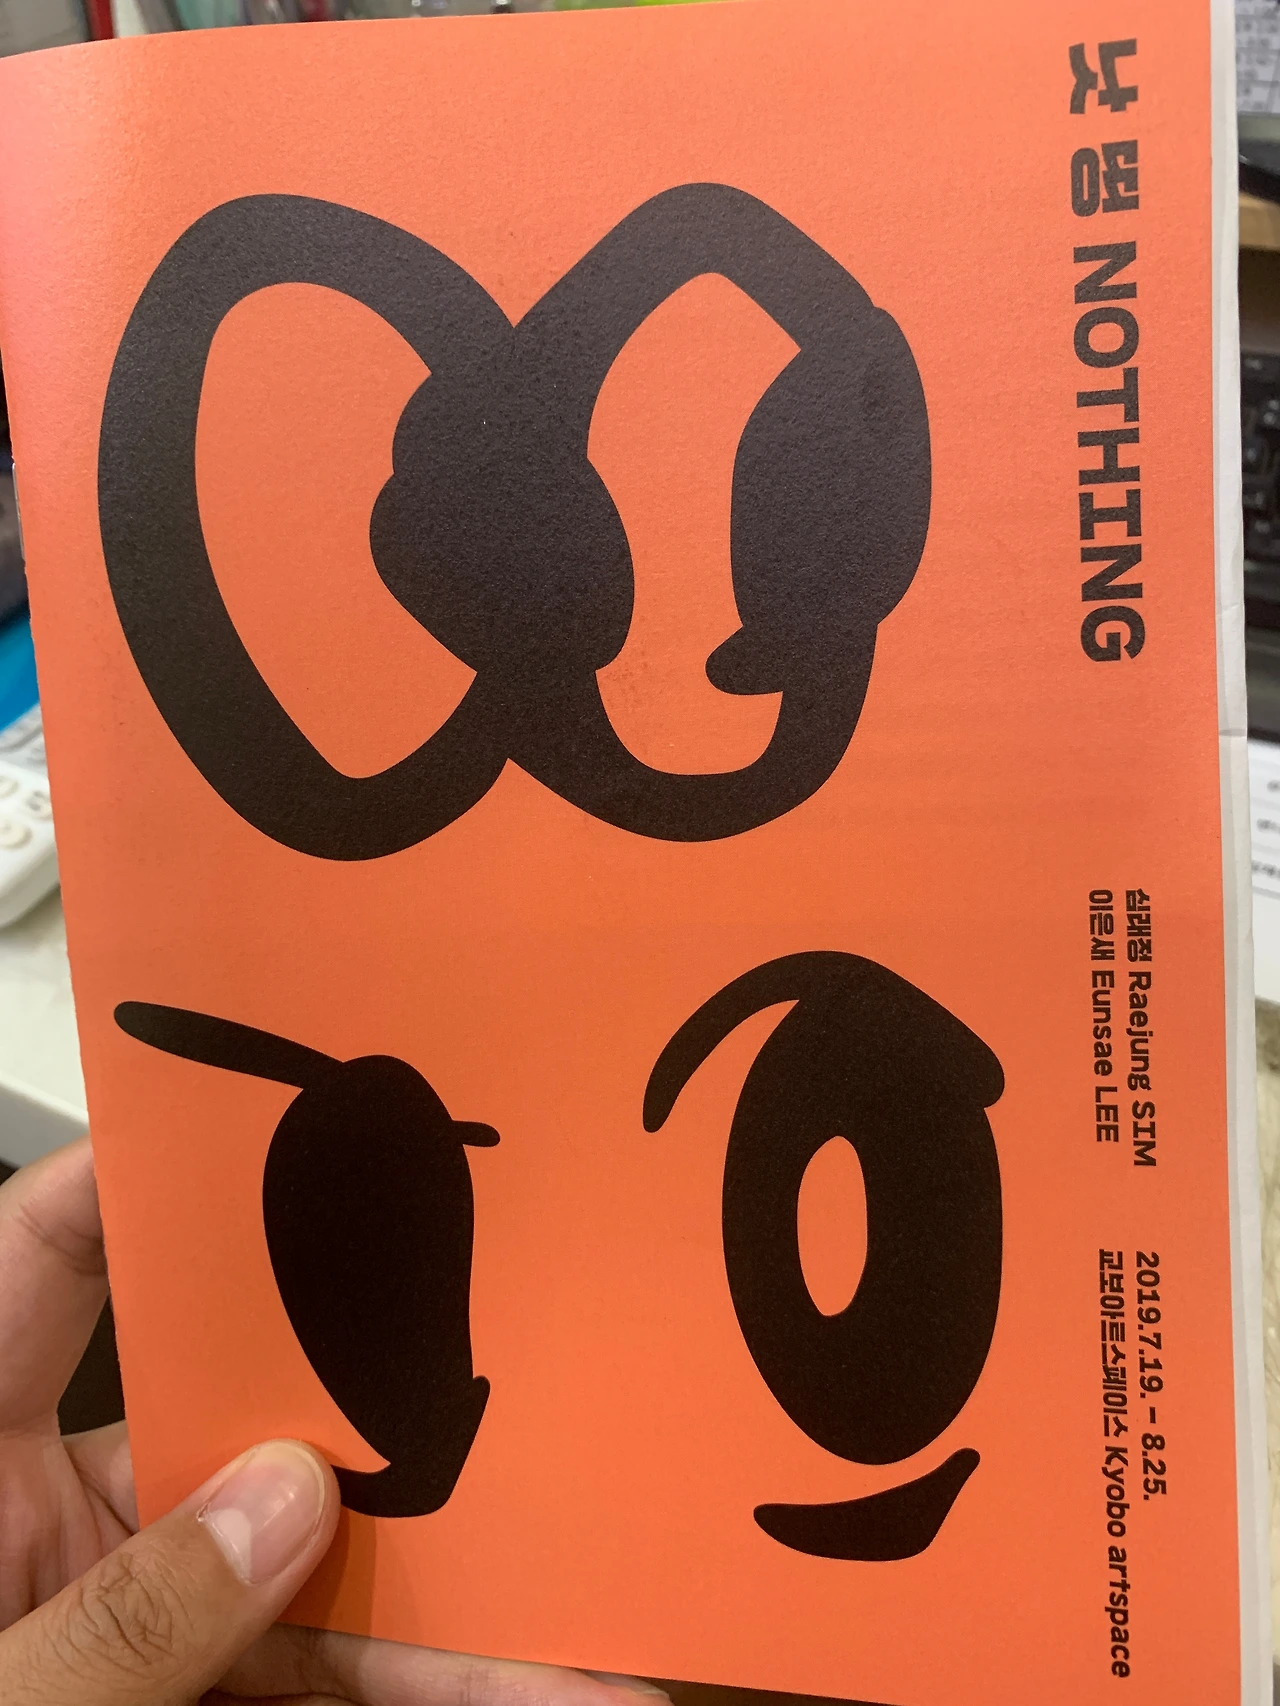 낫 띵 NOTHING
심래정 Raejung SIM
이은새 Eunsae LEE
2019.7.19. – 8.25.
교보아트스페이스 Kyobo artspace